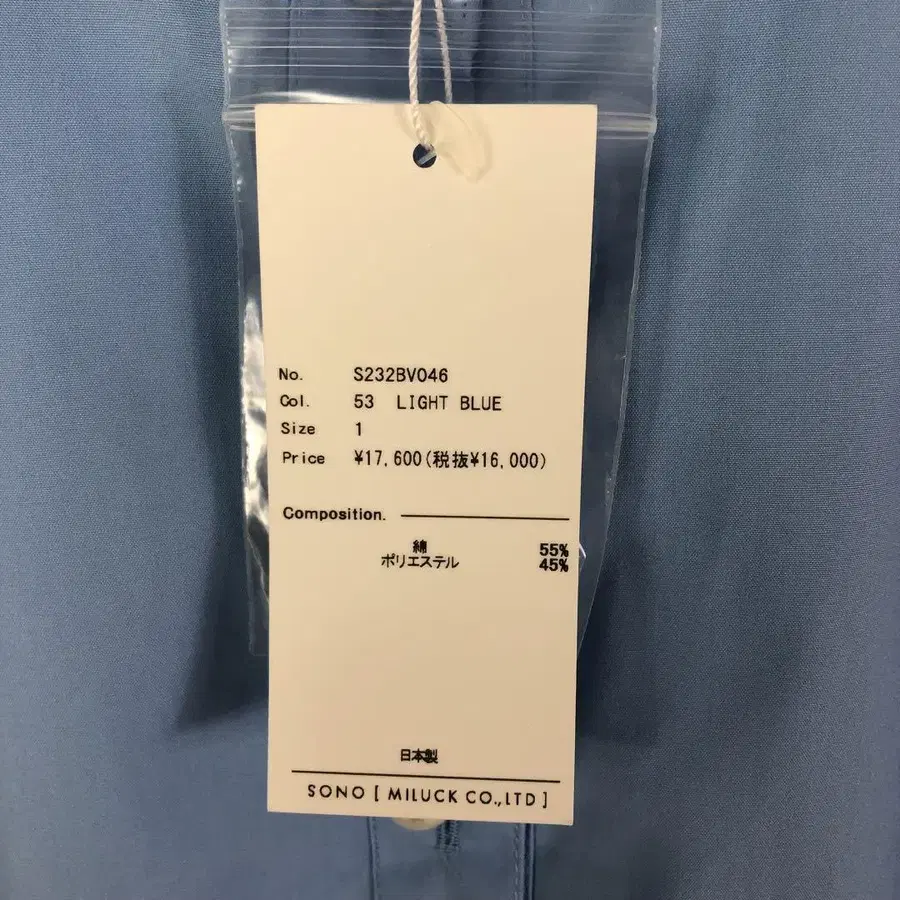 No. S232BV046
Col. 53 LIGHT BLUE
Size 1
Price ¥17,600(税抜¥16,000)
Composition.
綿 55%
ポリエステル 45%
日本製
SONO [ MILUCK CO.,LTD ]